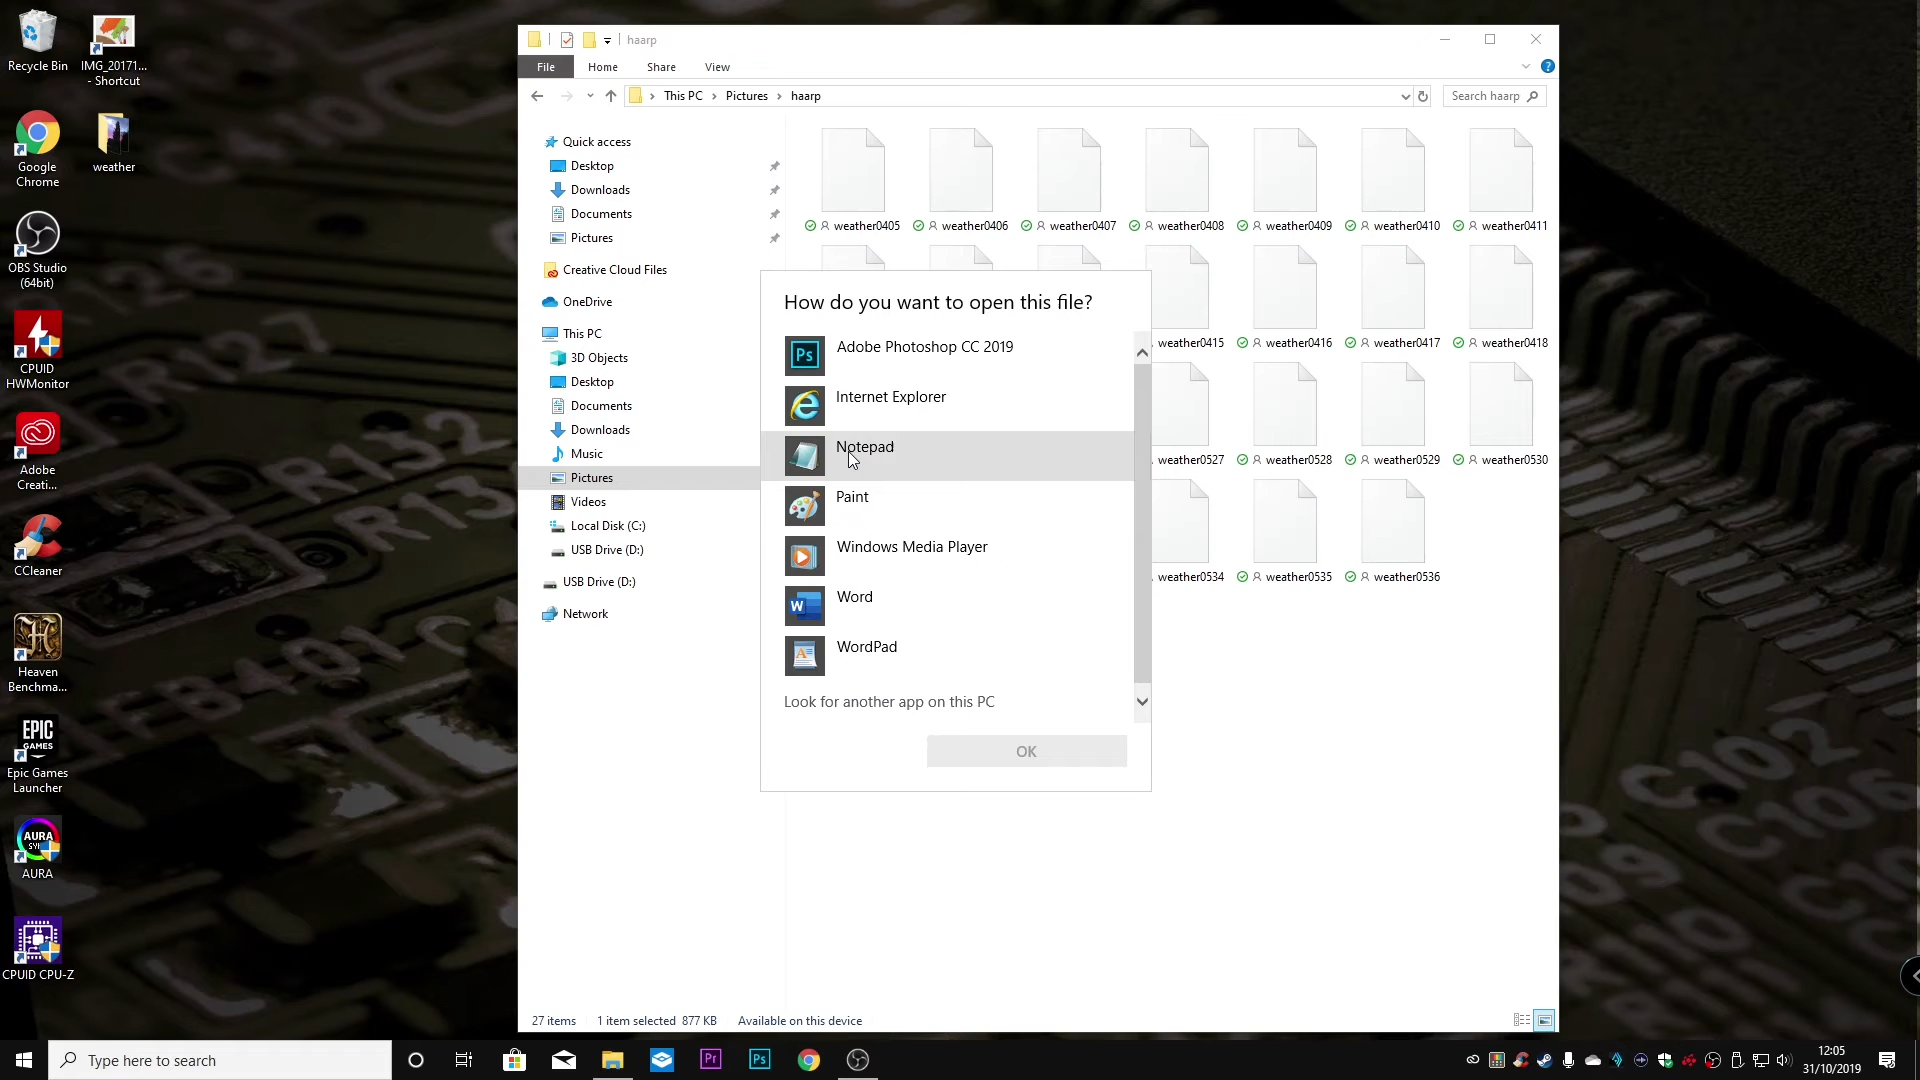 Recycle Bin
IMG_20171...
- Shortcut
Google
Chrome
weather
OBS Studio
(64bit)
CPUID
HWMonitor
Adobe
Creati...
CCleaner
Heaven
Benchma...
EPIC
GAMES
Epic Games
Launcher
AURA
AURA
CPUID CPU-Z
haarp
File
Home
Share
View
This PC
Pictures
haarp
Search haarp
Quick access
Desktop
Downloads
Documents
Pictures
Creative Cloud Files
OneDrive
This PC
3D Objects
Desktop
Documents
Downloads
Music
Pictures
Videos
Local Disk (C:)
USB Drive (D:)
USB Drive (D:)
Network
weather0405
weather0406
weather0407
weather0408
weather0409
weather0410
weather0411
weather0415
weather0416
weather0417
weather0418
weather0527
weather0528
weather0529
weather0530
weather0534
weather0535
weather0536
How do you want to open this file?
Ps
Adobe Photoshop CC 2019
Internet Explorer
Notepad
Paint
Windows Media Player
W
Word
A
WordPad
Look for another app on this PC
OK
27 items
1 item selected 877 KB
Available on this device
Type here to search
Pr
Ps
12:05
31/10/2019